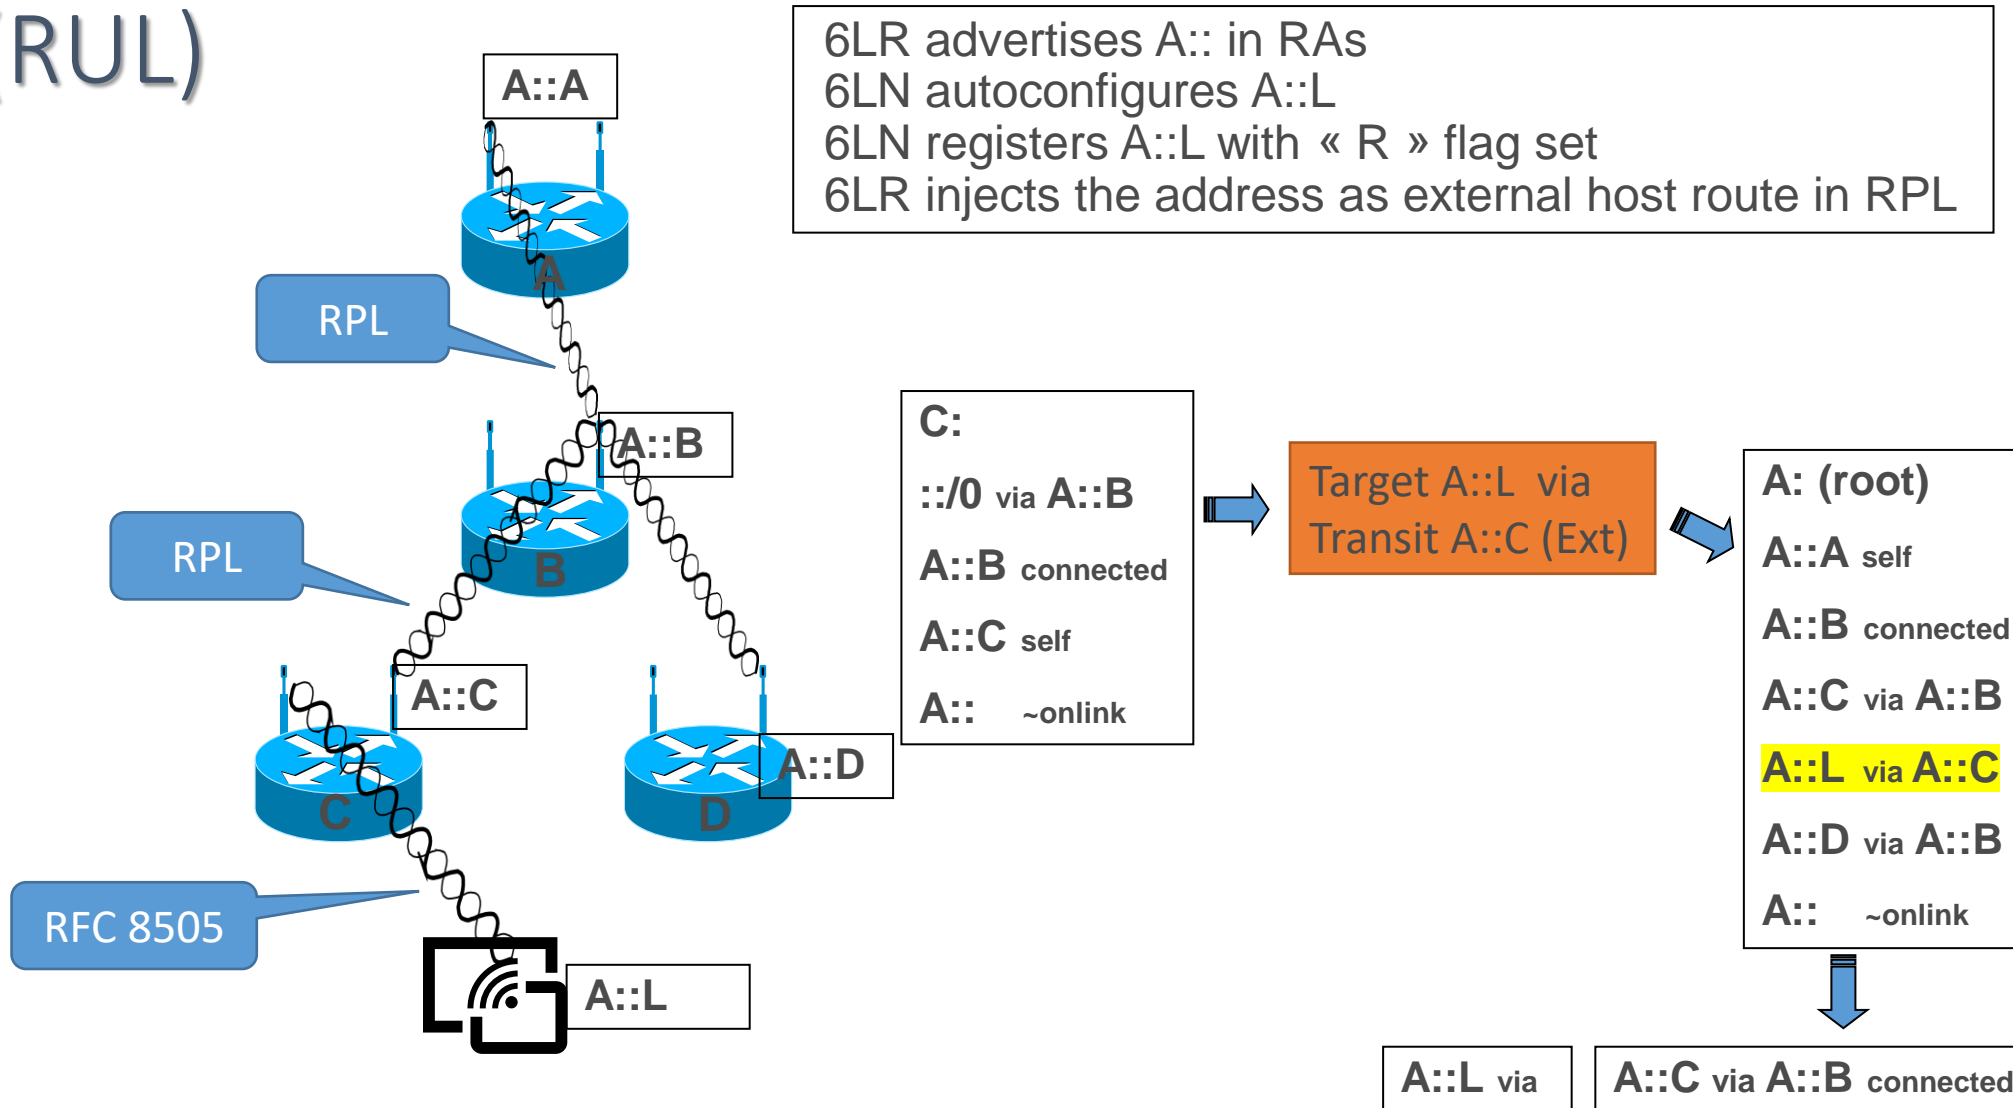 (RUL)
6LR advertises A:: in RAs
6LN autoconfigures A::L
6LN registers A::L with « R » flag set
6LR injects the address as external host route in RPL
A::A
A
RPL
A::B
B
RPL
A::C
C
A::D
D
RFC 8505
A::L
C:
::/0 via A::B
A::B connected
A::C self
A:: ~onlink
Target A::L via
Transit A::C (Ext)
A: (root)
A::A self
A::B connected
A::C via A::B
A::L via A::C
A::D via A::B
A:: ~onlink
A::L via
A::C via A::B connected